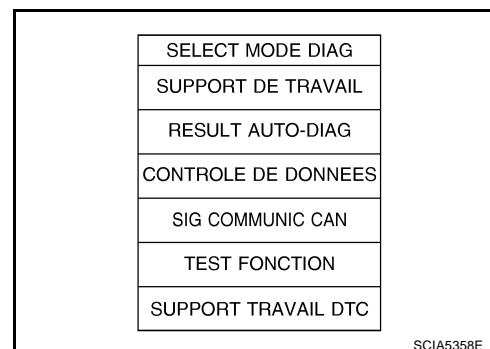 SELECT MODE DIAG
SUPPORT DE TRAVAIL
RESULT AUTO-DIAG
CONTROLE DE DONNEES
SIG COMMUNIC CAN
TEST FONCTION
SUPPORT TRAVAIL DTC
SCIA5358E